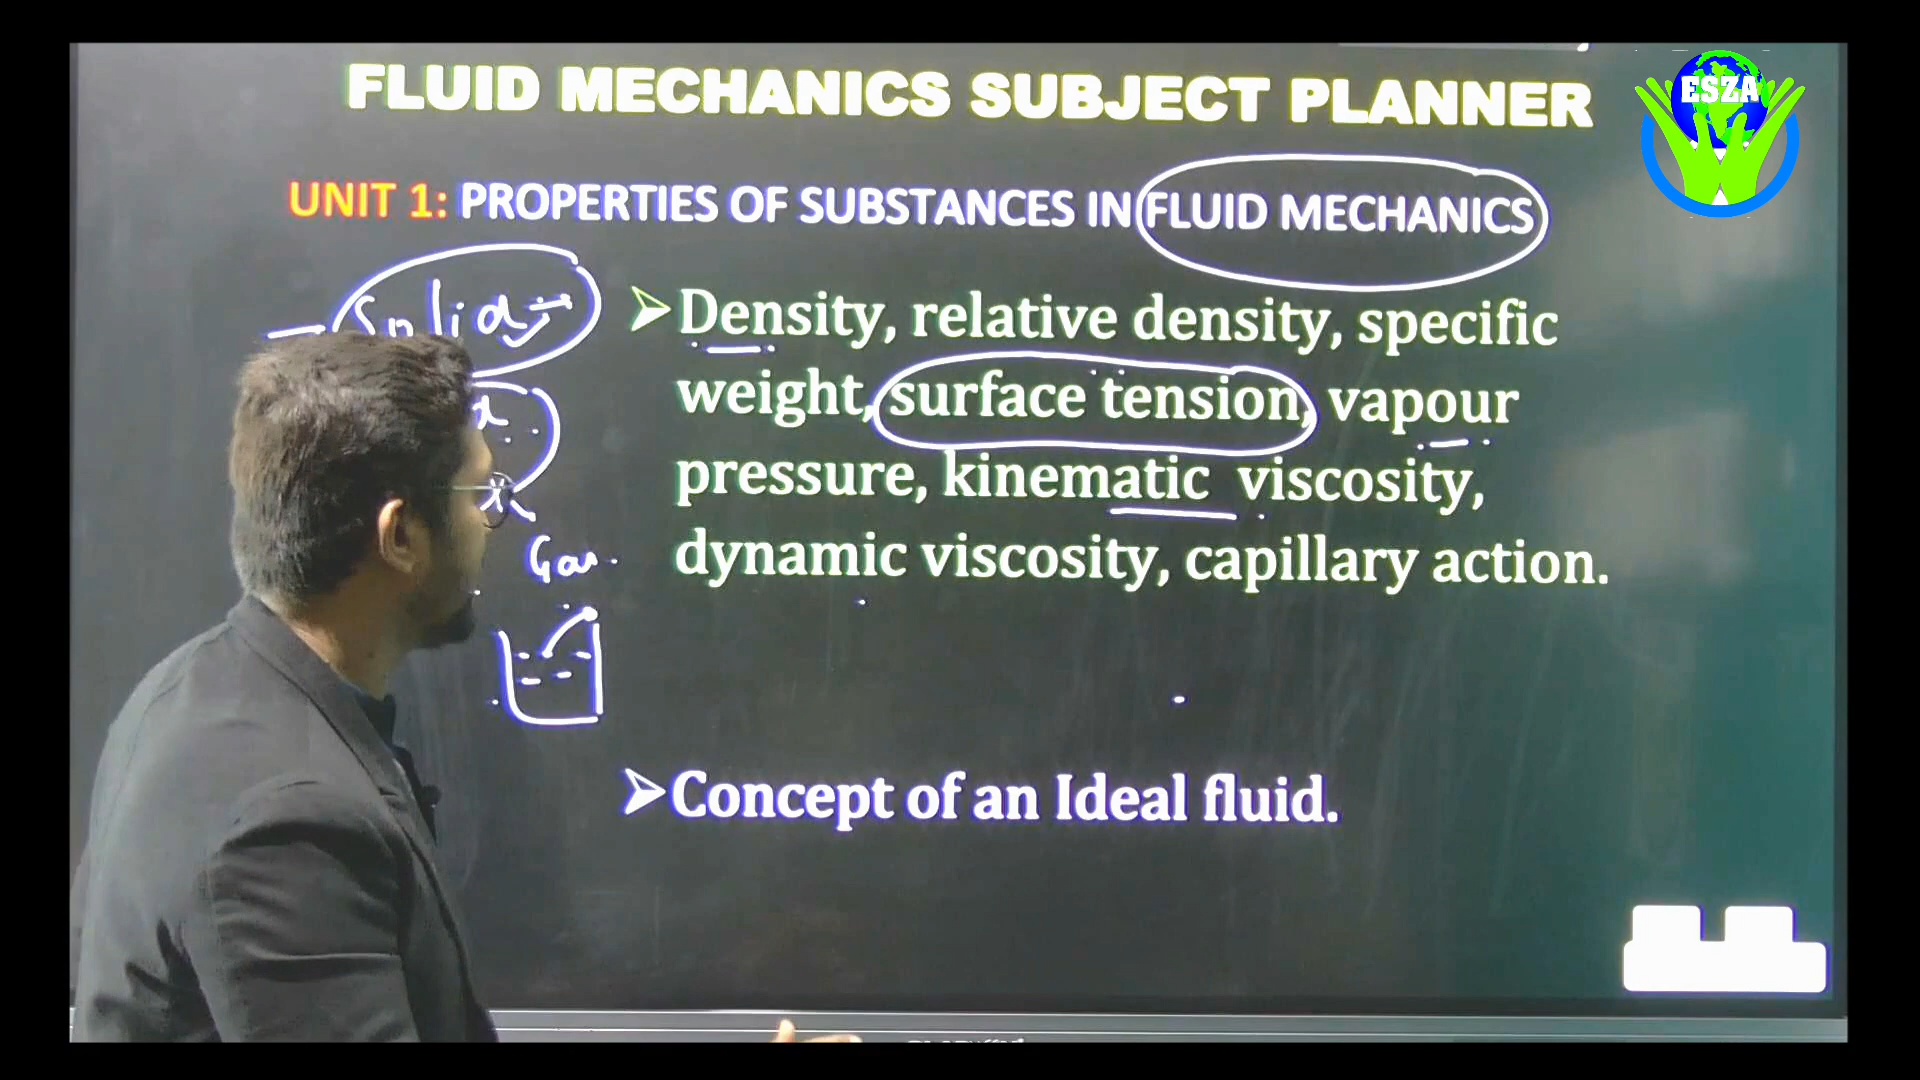 FLUID MECHANICS SUBJECT PLANNER
ESZA
UNIT 1: PROPERTIES OF SUBSTANCES IN FLUID MECHANICS
Solid
➢Density, relative density, specific
weight, surface tension, vapour
pressure, kinematic viscosity,
dynamic viscosity, capillary action.
Gas
➢Concept of an Ideal fluid.